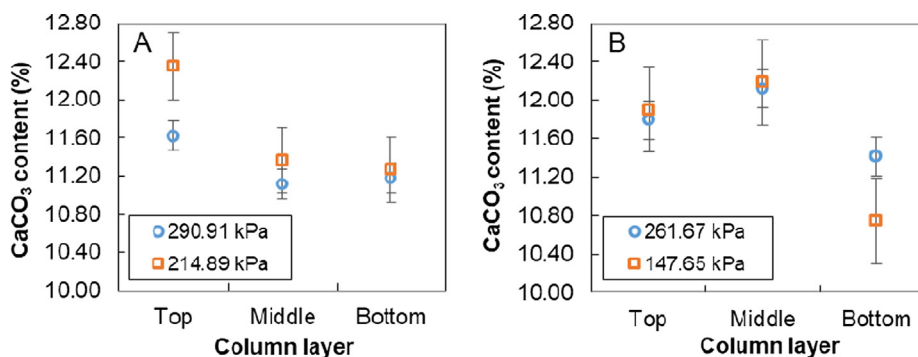 A
CaCO3 content (%)
12.80
12.40
12.00
11.60
11.20
10.80
10.40
10.00
290.91 kPa
214.89 kPa
Top Middle Bottom
Column layer
B
CaCO3 content (%)
12.80
12.40
12.00
11.60
11.20
10.80
10.40
10.00
261.67 kPa
147.65 kPa
Top Middle Bottom
Column layer